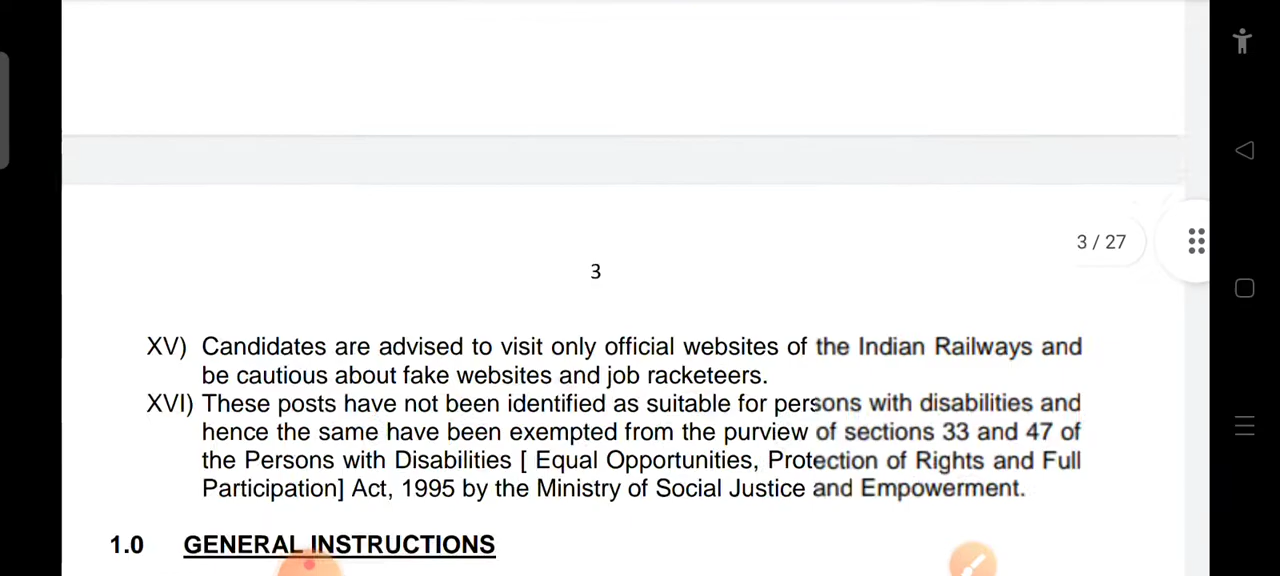 3 / 27
3
XV) Candidates are advised to visit only official websites of the Indian Railways and
be cautious about fake websites and job racketeers.
XVI) These posts have not been identified as suitable for persons with disabilities and
hence the same have been exempted from the purview of sections 33 and 47 of
the Persons with Disabilities [ Equal Opportunities, Protection of Rights and Full
Participation] Act, 1995 by the Ministry of Social Justice and Empowerment.
1.0 GENERAL INSTRUCTIONS